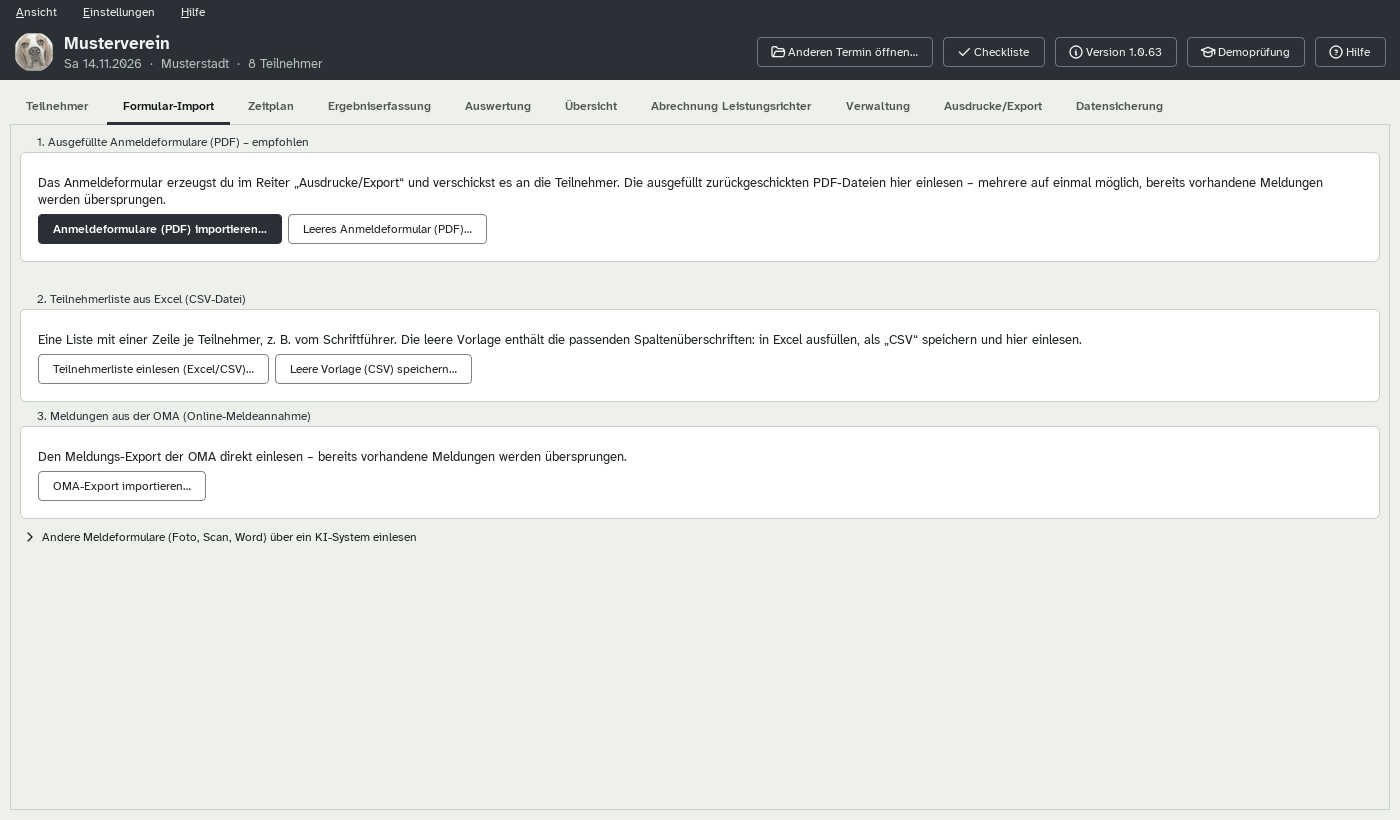 Ansicht Einstellungen Hilfe
Musterverein
Sa 14.11.2026 · Musterstadt · 8 Teilnehmer
Anderen Termin öffnen... Checkliste Version 1.0.63 Demoprüfung Hilfe
Teilnehmer Formular-Import Zeitplan Ergebniserfassung Auswertung Übersicht Abrechnung Leistungsrichter Verwaltung Ausdrucke/Export Datensicherung
1. Ausgefüllte Anmeldeformulare (PDF) – empfohlen
Das Anmeldeformular erzeugst du im Reiter „Ausdrucke/Export“ und verschickst es an die Teilnehmer. Die ausgefüllt zurückgeschickten PDF-Dateien hier einlesen – mehrere auf einmal möglich, bereits vorhandene Meldungen
werden übersprungen.
Anmeldeformulare (PDF) importieren... Leeres Anmeldeformular (PDF)...
2. Teilnehmerliste aus Excel (CSV-Datei)
Eine Liste mit einer Zeile je Teilnehmer, z. B. vom Schriftführer. Die leere Vorlage enthält die passenden Spaltenüberschriften: in Excel ausfüllen, als „CSV“ speichern und hier einlesen.
Teilnehmerliste einlesen (Excel/CSV)... Leere Vorlage (CSV) speichern...
3. Meldungen aus der OMA (Online-Meldeannahme)
Den Meldungs-Export der OMA direkt einlesen – bereits vorhandene Meldungen werden übersprungen.
OMA-Export importieren...
Andere Meldeformulare (Foto, Scan, Word) über ein KI-System einlesen